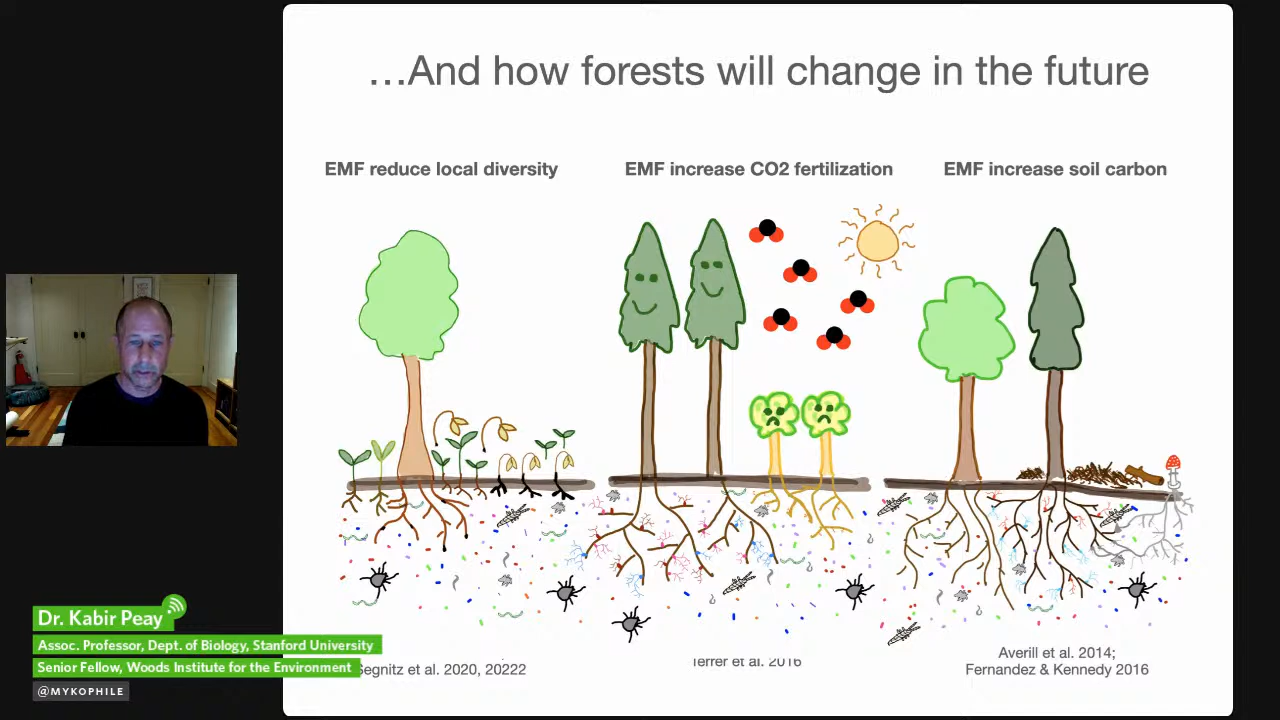 …And how forests will change in the future
EMF reduce local diversity
EMF increase CO2 fertilization
EMF increase soil carbon
Dr. Kabir Peay
Assoc. Professor, Dept. of Biology, Stanford University
Senior Fellow, Woods Institute for the Environment
@MYKOPHILE
Segnitz et al. 2020, 20222
Terrer et al. 2016
Averill et al. 2014;
Fernandez & Kennedy 2016